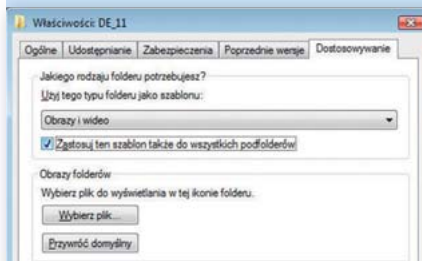 Właściwości: DE_11
Ogólne Udostępnianie Zabezpieczenia Poprzednie wersje Dostosowywanie
Jakiego rodzaju folderu potrzebujesz?
Użyj tego typu folderu jako szablonu:
Obrazy i wideo
Zastosuj ten szablon także do wszystkich podfolderów
Obrazy folderów
Wybierz plik do wyświetlania w tej ikonie folderu.
Wybierz plik...
Przywróć domyślny